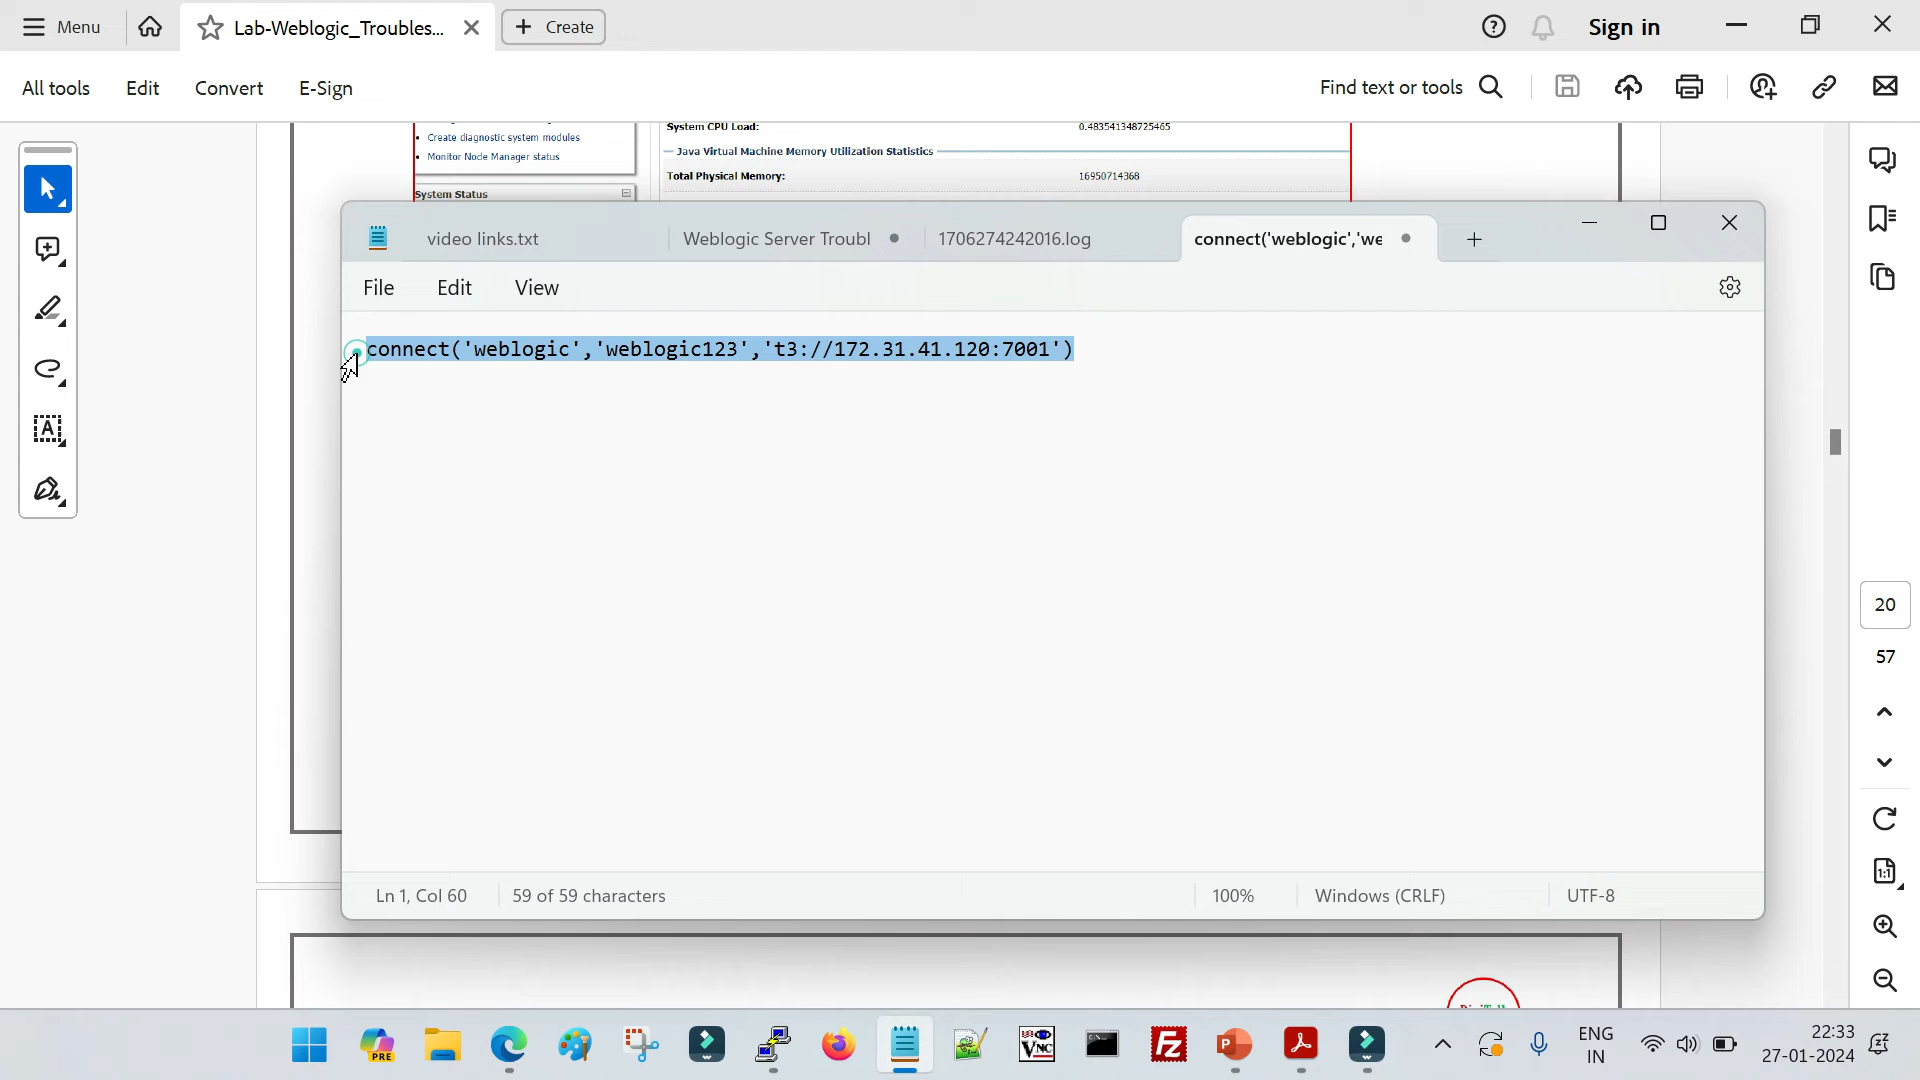 Menu
Lab-Weblogic_Troubles...
Create
Sign in
All tools
Edit
Convert
E-Sign
Find text or tools
System CPU Load:
0.483541348725465
Create diagnostic system modules
Java Virtual Machine Memory Utilization Statistics
Monitor Node Manager status
Total Physical Memory:
16950714368
System Status
video links.txt
Weblogic Server Troubl
1706274242016.log
connect('weblogic','we
File
Edit
View
connect('weblogic','weblogic123','t3://172.31.41.120:7001')
20
57
1:1
Ln 1, Col 60
59 of 59 characters
100%
Windows (CRLF)
UTF-8
PRE
VNC
ENG
IN
22:33
27-01-2024